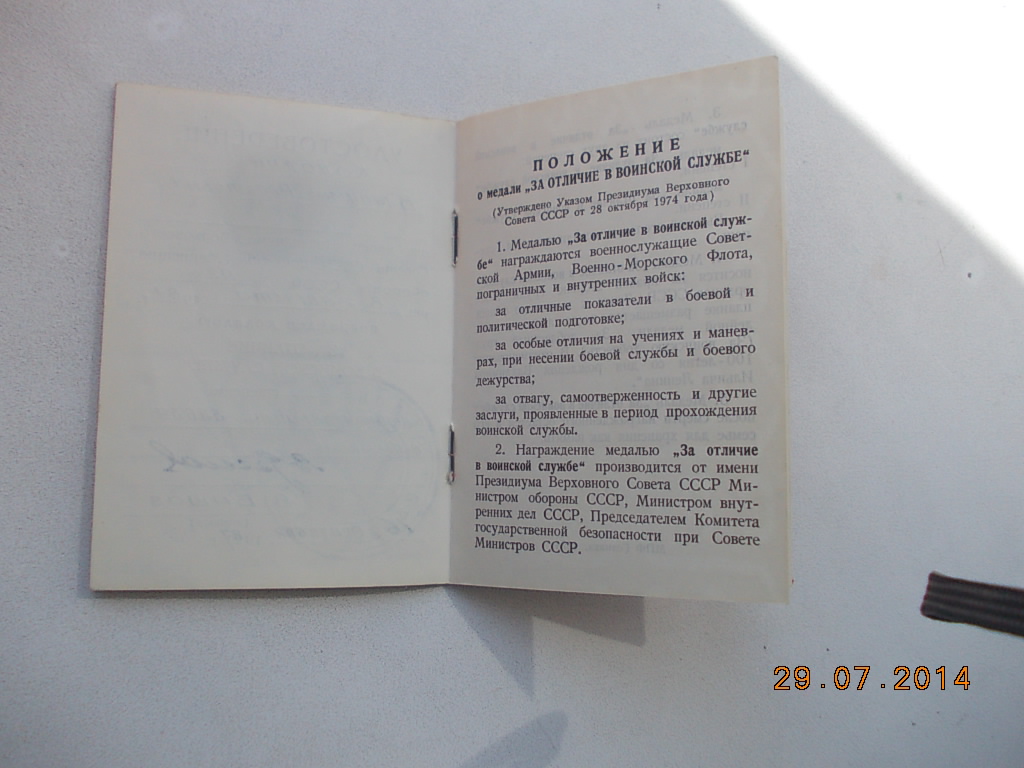 ПОЛОЖЕНИЕ
о медали „ЗА ОТЛИЧИЕ В ВОИНСКОЙ СЛУЖБЕ“
(Утверждено Указом Президиума Верховного
Совета СССР от 28 октября 1974 года)
1. Медалью „За отличие в воинской служ-
бе“ награждаются военнослужащие Совет-
ской Армии, Военно-Морского Флота,
пограничных и внутренних войск:
за отличные показатели в боевой и
политической подготовке;
за особые отличия на учениях и манев-
рах, при несении боевой службы и боевого
дежурства;
за отвагу, самоотверженность и другие
заслуги, проявленные в период прохождения
воинской службы.
2. Награждение медалью „За отличие
в воинской службе“ производится от имени
Президиума Верховного Совета СССР Ми-
нистром обороны СССР, Министром внут-
ренних дел СССР, Председателем Комитета
государственной безопасности при Совете
Министров СССР.
29.07.2014